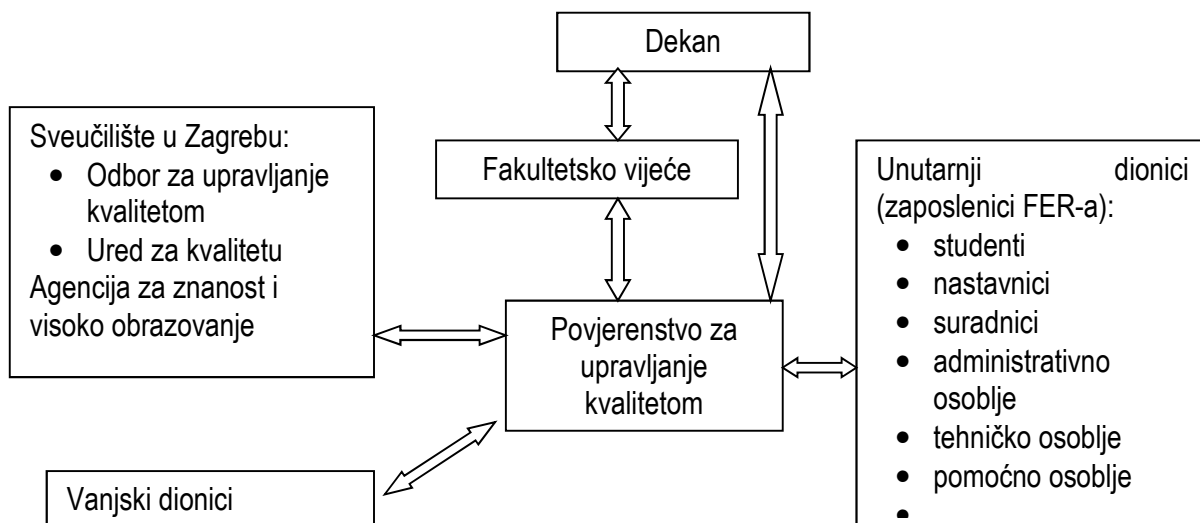 Dekan
Sveučilište u Zagrebu:
• Odbor za upravljanje
kvalitetom
• Ured za kvalitetu
Agencija za znanost i
visoko obrazovanje
Fakultetsko vijeće
Unutarnji dionici
(zaposlenici FER-a):
• studenti
• nastavnici
• suradnici
• administrativno
osoblje
• tehničko osoblje
• pomoćno osoblje
•
Povjerenstvo za
upravljanje
kvalitetom
Vanjski dionici